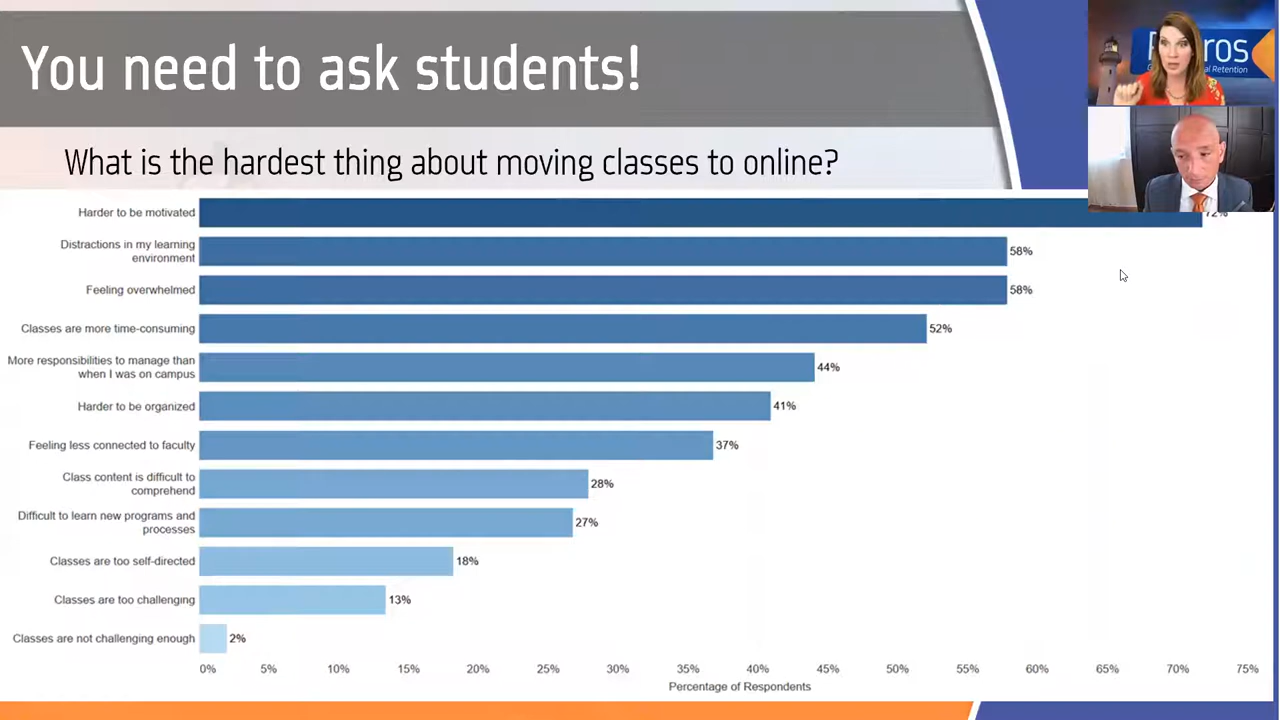 You need to ask students!
What is the hardest thing about moving classes to online?
Harder to be motivated
72%
Distractions in my learning
environment
58%
Feeling overwhelmed
58%
Classes are more time-consuming
52%
More responsibilities to manage than
when I was on campus
44%
Harder to be organized
41%
Feeling less connected to faculty
37%
Class content is difficult to
comprehend
28%
Difficult to learn new programs and
processes
27%
Classes are too self-directed
18%
Classes are too challenging
13%
Classes are not challenging enough
2%
0% 5% 10% 15% 20% 25% 30% 35% 40% 45% 50% 55% 60% 65% 70% 75%
Percentage of Respondents